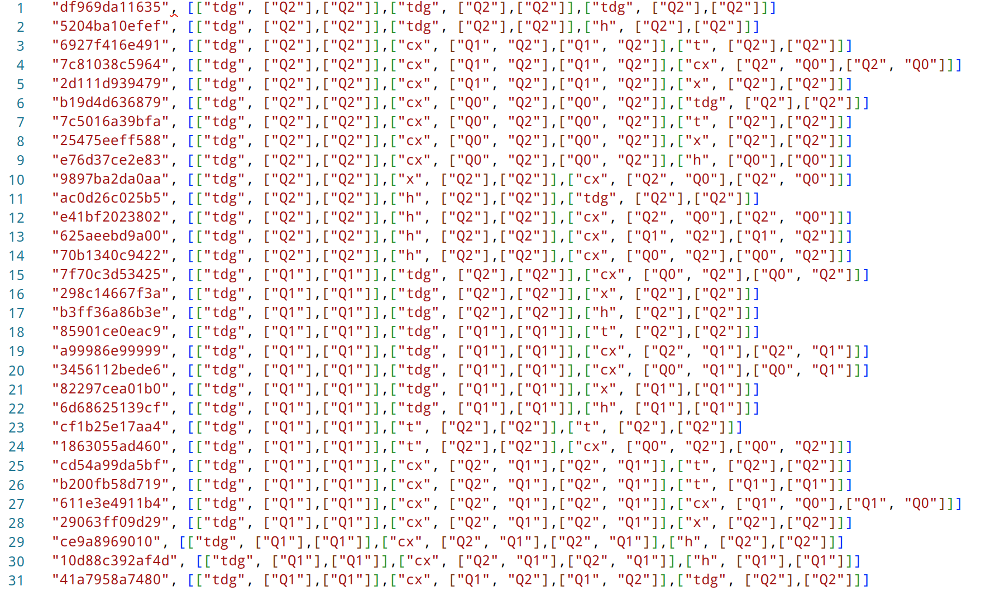 1 "df969da11635", [["tdg", ["Q2"],["Q2"]],["tdg", ["Q2"],["Q2"]],["tdg", ["Q2"],["Q2"]]]
2 "5204ba10efef", [["tdg", ["Q2"],["Q2"]],["tdg", ["Q2"],["Q2"]],["h", ["Q2"],["Q2"]]]
3 "6927f416e491", [["tdg", ["Q2"],["Q2"]],["cx", ["Q1", "Q2"],["Q1", "Q2"]],["t", ["Q2"],["Q2"]]]
4 "7c81038c5964", [["tdg", ["Q2"],["Q2"]],["cx", ["Q1", "Q2"],["Q1", "Q2"]],["cx", ["Q2", "Q0"],["Q2", "Q0"]]]
5 "2d111d939479", [["tdg", ["Q2"],["Q2"]],["cx", ["Q1", "Q2"],["Q1", "Q2"]],["x", ["Q2"],["Q2"]]]
6 "b19d4d636879", [["tdg", ["Q2"],["Q2"]],["cx", ["Q0", "Q2"],["Q0", "Q2"]],["tdg", ["Q2"],["Q2"]]]
7 "7c5016a39bfa", [["tdg", ["Q2"],["Q2"]],["cx", ["Q0", "Q2"],["Q0", "Q2"]],["t", ["Q2"],["Q2"]]]
8 "25475eeff588", [["tdg", ["Q2"],["Q2"]],["cx", ["Q0", "Q2"],["Q0", "Q2"]],["x", ["Q2"],["Q2"]]]
9 "e76d37ce2e83", [["tdg", ["Q2"],["Q2"]],["cx", ["Q0", "Q2"],["Q0", "Q2"]],["h", ["Q0"],["Q0"]]]
10 "9897ba2da0aa", [["tdg", ["Q2"],["Q2"]],["x", ["Q2"],["Q2"]],["cx", ["Q2", "Q0"],["Q2", "Q0"]]]
11 "ac0d26c025b5", [["tdg", ["Q2"],["Q2"]],["h", ["Q2"],["Q2"]],["tdg", ["Q2"],["Q2"]]]
12 "e41bf2023802", [["tdg", ["Q2"],["Q2"]],["h", ["Q2"],["Q2"]],["cx", ["Q2", "Q0"],["Q2", "Q0"]]]
13 "625aeebd9a00", [["tdg", ["Q2"],["Q2"]],["h", ["Q2"],["Q2"]],["cx", ["Q1", "Q2"],["Q1", "Q2"]]]
14 "70b1340c9422", [["tdg", ["Q2"],["Q2"]],["h", ["Q2"],["Q2"]],["cx", ["Q0", "Q2"],["Q0", "Q2"]]]
15 "7f70c3d53425", [["tdg", ["Q1"],["Q1"]],["tdg", ["Q2"],["Q2"]],["cx", ["Q0", "Q2"],["Q0", "Q2"]]]
16 "298c14667f3a", [["tdg", ["Q1"],["Q1"]],["tdg", ["Q2"],["Q2"]],["x", ["Q2"],["Q2"]]]
17 "b3ff36a86b3e", [["tdg", ["Q1"],["Q1"]],["tdg", ["Q2"],["Q2"]],["h", ["Q2"],["Q2"]]]
18 "85901ce0eac9", [["tdg", ["Q1"],["Q1"]],["tdg", ["Q1"],["Q1"]],["t", ["Q2"],["Q2"]]]
19 "a99986e99999", [["tdg", ["Q1"],["Q1"]],["tdg", ["Q1"],["Q1"]],["cx", ["Q2", "Q1"],["Q2", "Q1"]]]
20 "3456112bede6", [["tdg", ["Q1"],["Q1"]],["tdg", ["Q1"],["Q1"]],["cx", ["Q0", "Q1"],["Q0", "Q1"]]]
21 "82297cea01b0", [["tdg", ["Q1"],["Q1"]],["tdg", ["Q1"],["Q1"]],["x", ["Q1"],["Q1"]]]
22 "6d68625139cf", [["tdg", ["Q1"],["Q1"]],["tdg", ["Q1"],["Q1"]],["h", ["Q1"],["Q1"]]]
23 "cf1b25e17aa4", [["tdg", ["Q1"],["Q1"]],["t", ["Q2"],["Q2"]],["t", ["Q2"],["Q2"]]]
24 "1863055ad460", [["tdg", ["Q1"],["Q1"]],["t", ["Q2"],["Q2"]],["cx", ["Q0", "Q2"],["Q0", "Q2"]]]
25 "cd54a99da5bf", [["tdg", ["Q1"],["Q1"]],["cx", ["Q2", "Q1"],["Q2", "Q1"]],["t", ["Q2"],["Q2"]]]
26 "b200fb58d719", [["tdg", ["Q1"],["Q1"]],["cx", ["Q2", "Q1"],["Q2", "Q1"]],["t", ["Q1"],["Q1"]]]
27 "611e3e4911b4", [["tdg", ["Q1"],["Q1"]],["cx", ["Q2", "Q1"],["Q2", "Q1"]],["cx", ["Q1", "Q0"],["Q1", "Q0"]]]
28 "29063ff09d29", [["tdg", ["Q1"],["Q1"]],["cx", ["Q2", "Q1"],["Q2", "Q1"]],["x", ["Q2"],["Q2"]]]
29 "ce9a8969010", [["tdg", ["Q1"],["Q1"]],["cx", ["Q2", "Q1"],["Q2", "Q1"]],["h", ["Q2"],["Q2"]]]
30 "10d88c392af4d", [["tdg", ["Q1"],["Q1"]],["cx", ["Q2", "Q1"],["Q2", "Q1"]],["h", ["Q1"],["Q1"]]]
31 "41a7958a7480", [["tdg", ["Q1"],["Q1"]],["cx", ["Q1", "Q2"],["Q1", "Q2"]],["tdg", ["Q2"],["Q2"]]]